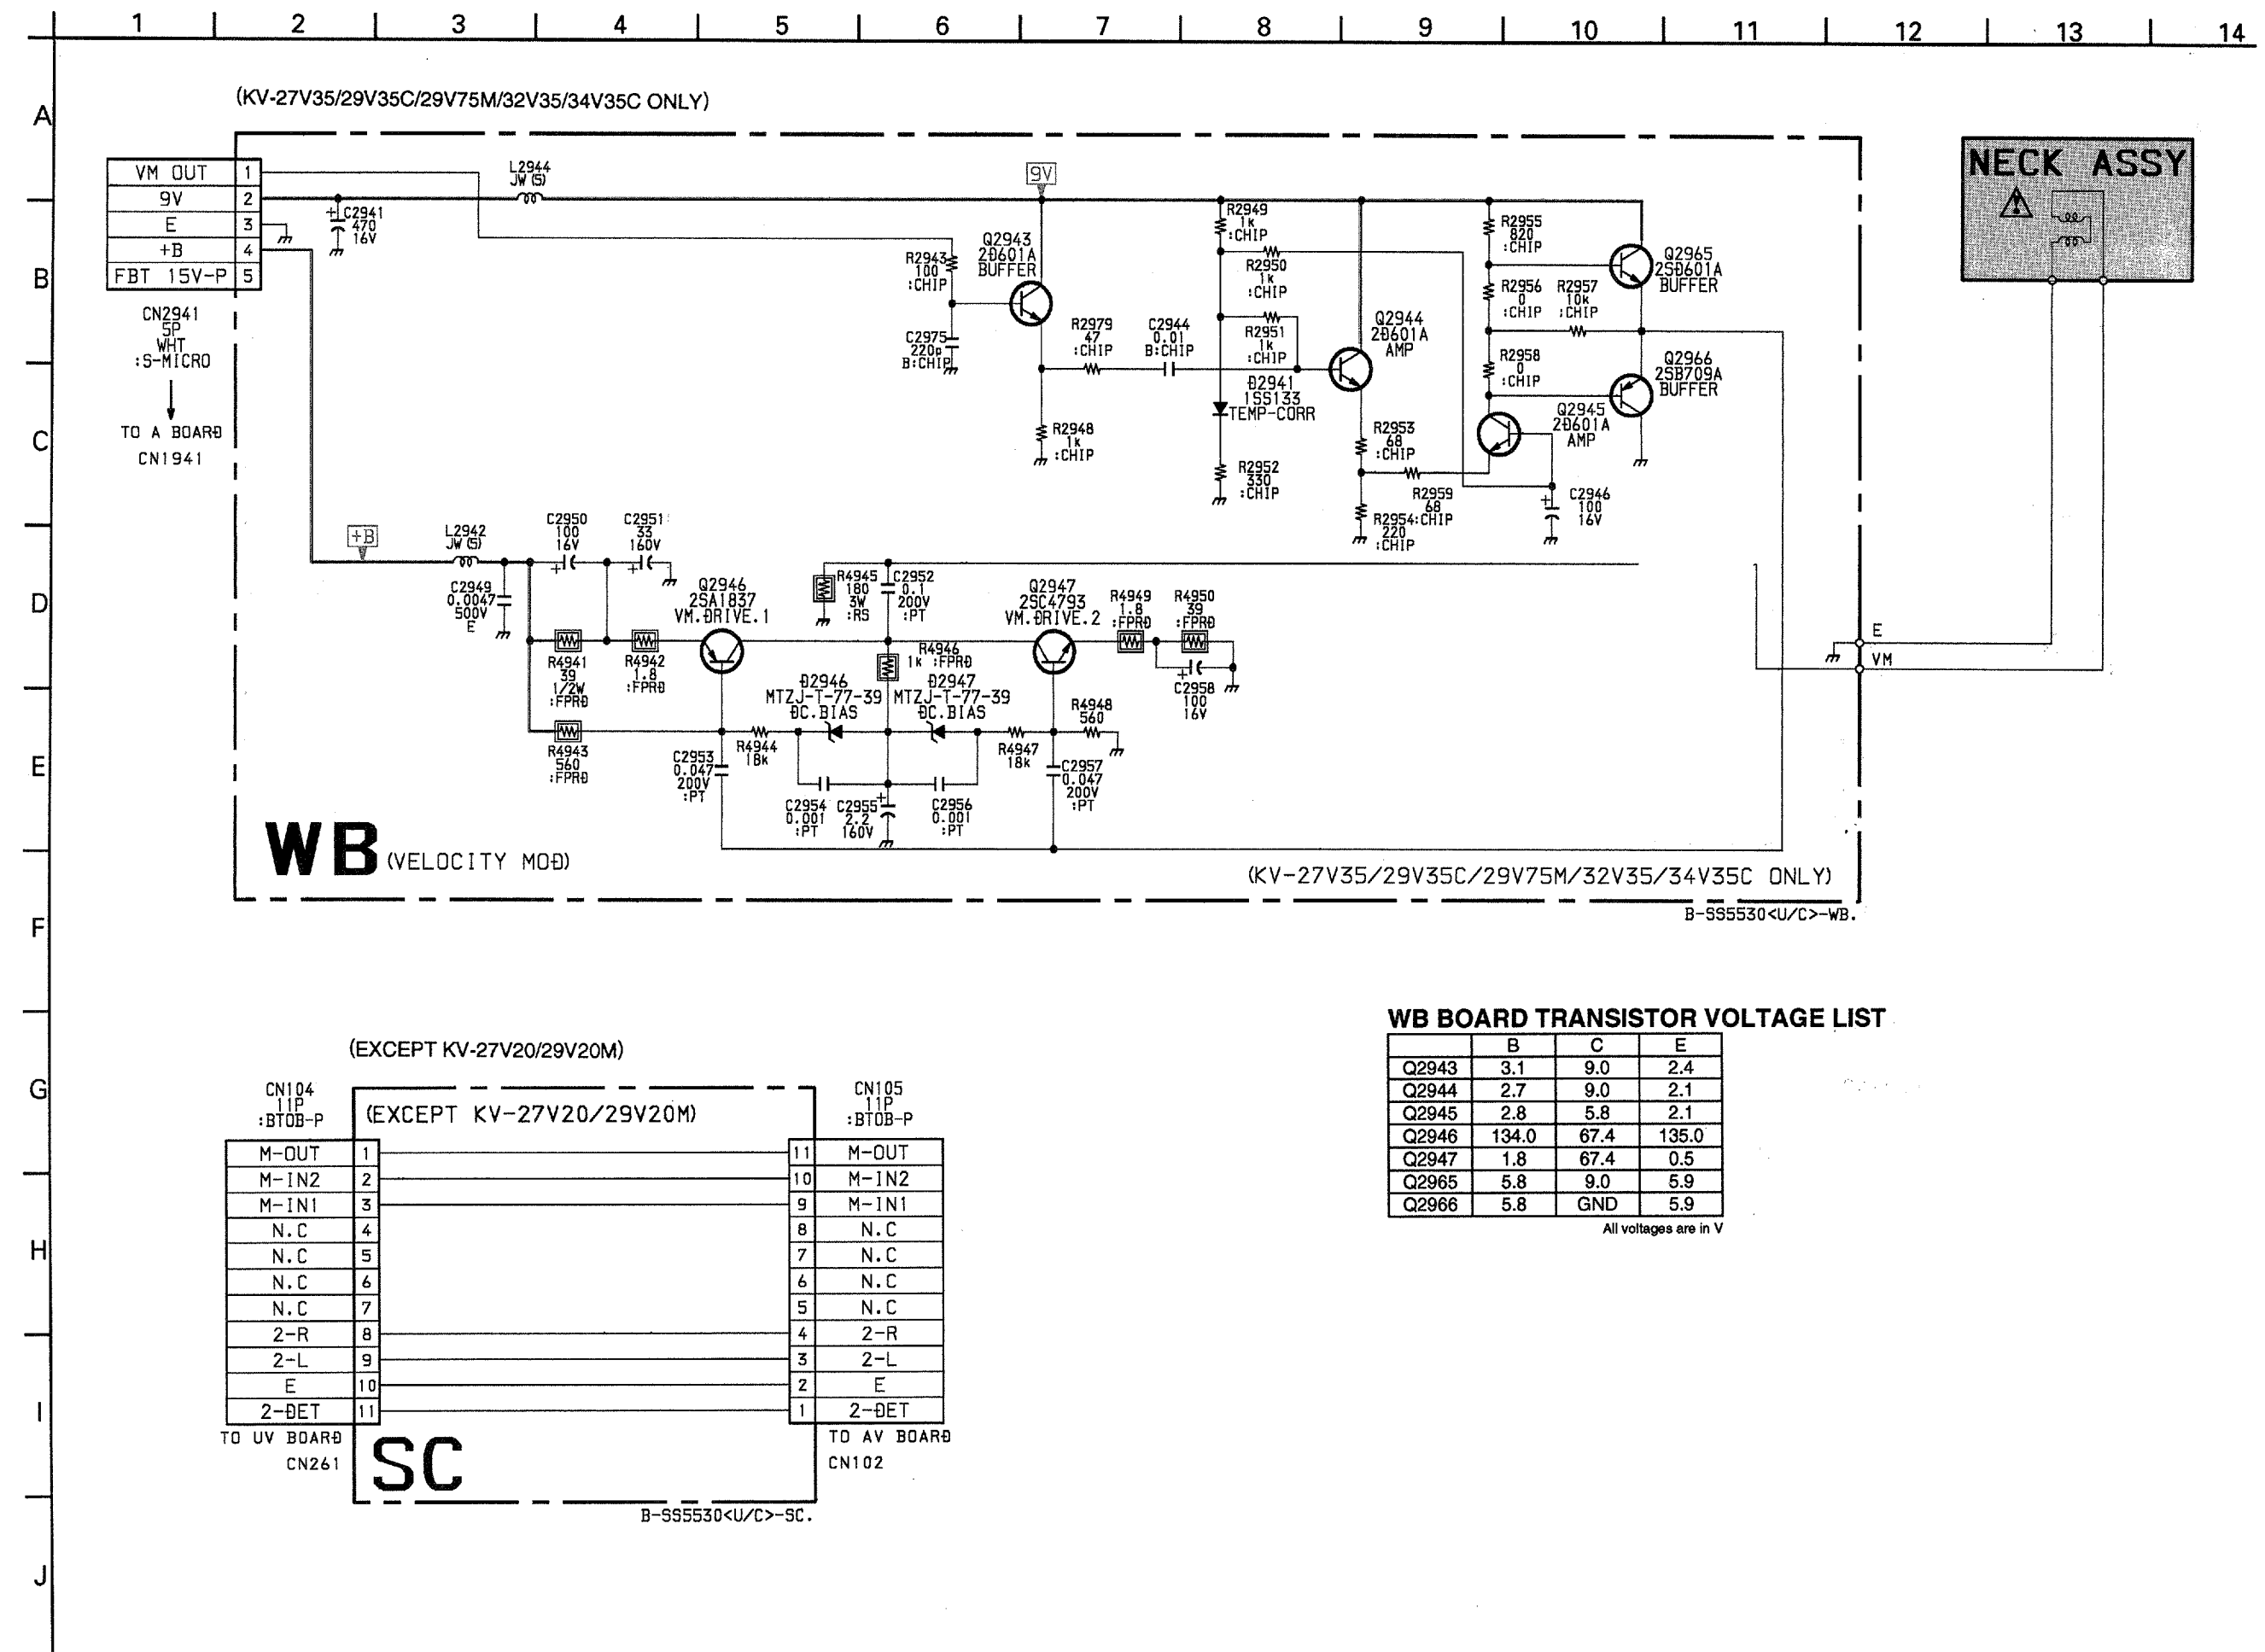 1 2 3 4 5 6 7 8 9 10 11 12 13 14
A
B
C
D
E
F
G
H
I
J
(KV-27V35/29V35C/29V75M/32V35/34V35C ONLY)
VM OUT 1
9V 2
E 3
+B 4
FBT 15V-P 5
CN2941
5P
WHT
:S-MICRO
TO A BOARD
CN1941
L2944
JW(5)
C2941
470
16V
9V
R2943
100
:CHIP
Q2943
2D601A
BUFFER
C2975
220p
B:CHIP
R2979
47
:CHIP
C2944
0.01
B:CHIP
R2948
1k
:CHIP
R2949
1k
:CHIP
R2950
1k
:CHIP
R2951
1k
:CHIP
D2941
1SS133
TEMP-CORR
R2952
330
:CHIP
Q2944
2D601A
AMP
R2953
68
:CHIP
R2959
68
:CHIP
R2954
220
:CHIP
R2955
820
:CHIP
R2956
0
:CHIP
R2957
10k
:CHIP
R2958
0
:CHIP
Q2965
2SD601A
BUFFER
Q2966
2SB709A
BUFFER
Q2945
2D601A
AMP
C2946
100
16V
NECK ASSY
+B
L2942
JW(5)
C2949
0.0047
500V
E
C2950
100
16V
C2951
33
160V
R4941
39
1/2W
:FPRD
R4942
1.8
:FPRD
R4943
560
:FPRD
Q2946
2SA1837
VM.DRIVE.1
R4945
180
3W
:RS
C2952
0.1
200V
:PT
Q2947
2SC4793
VM.DRIVE.2
R4949
1.8
:FPRD
R4950
39
:FPRD
R4946
1k :FPRD
C2958
100
16V
D2946
MTZJ-T-77-39
DC.BIAS
D2947
MTZJ-T-77-39
DC.BIAS
R4944
18k
R4947
18k
R4948
560
C2953
0.047
200V
:PT
C2954
0.001
:PT
C2955
2.2
160V
C2956
0.001
:PT
C2957
0.047
200V
:PT
E
VM
WB (VELOCITY MOD)
(KV-27V35/29V35C/29V75M/32V35/34V35C ONLY)
B-SS5530<U/C>-WB.
(EXCEPT KV-27V20/29V20M)
CN104
11P
:BTOB-P
(EXCEPT KV-27V20/29V20M)
CN105
11P
:BTOB-P
M-OUT 1 11 M-OUT
M-IN2 2 10 M-IN2
M-IN1 3 9 M-IN1
N.C 4 8 N.C
N.C 5 7 N.C
N.C 6 6 N.C
N.C 7 5 N.C
2-R 8 4 2-R
2-L 9 3 2-L
E 10 2 E
2-DET 11 1 2-DET
TO UV BOARD
CN261
SC
TO AV BOARD
CN102
B-SS5530<U/C>-SC.
WB BOARD TRANSISTOR VOLTAGE LIST
B C E
Q2943 3.1 9.0 2.4
Q2944 2.7 9.0 2.1
Q2945 2.8 5.8 2.1
Q2946 134.0 67.4 135.0
Q2947 1.8 67.4 0.5
Q2965 5.8 9.0 5.9
Q2966 5.8 GND 5.9
All voltages are in V